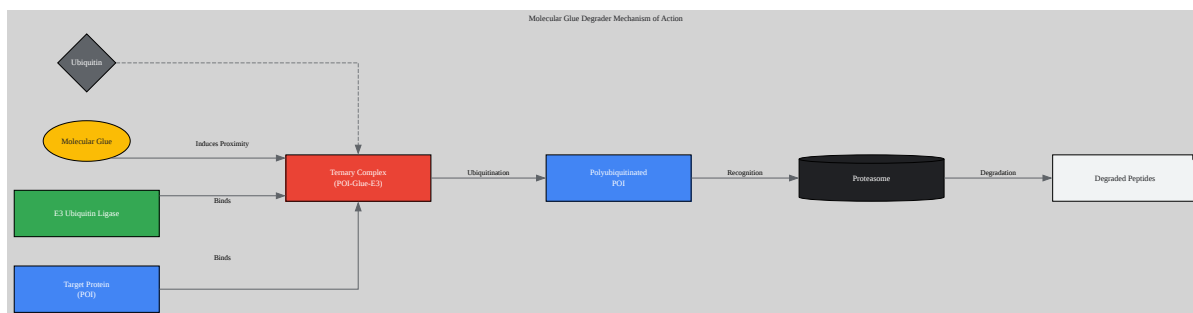 Molecular Glue Degrader Mechanism of Action
Ubiquitin
Molecular Glue
Induces Proximity
Ternary Complex
(POI-Glue-E3)
Ubiquitination
Polyubiquitinated
POI
Recognition
Proteasome
Degradation
Degraded Peptides
E3 Ubiquitin Ligase
Binds
Binds
Target Protein
(POI)